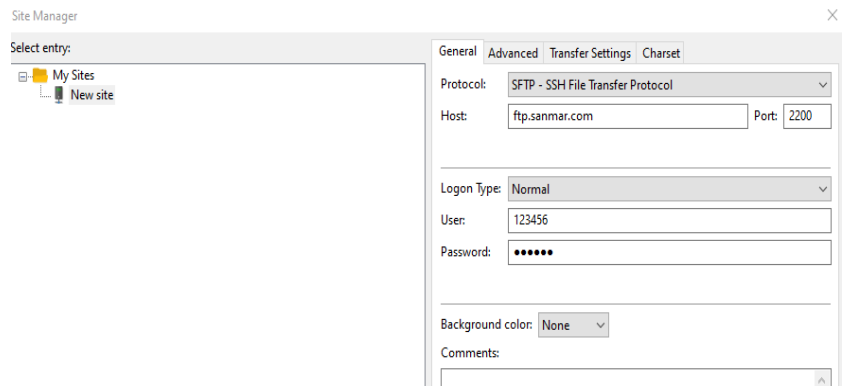 Site Manager
Select entry:
My Sites
New site
General Advanced Transfer Settings Charset
Protocol: SFTP - SSH File Transfer Protocol
Host: ftp.sanmar.com Port: 2200
Logon Type: Normal
User: 123456
Password: ●●●●●●
Background color: None
Comments: